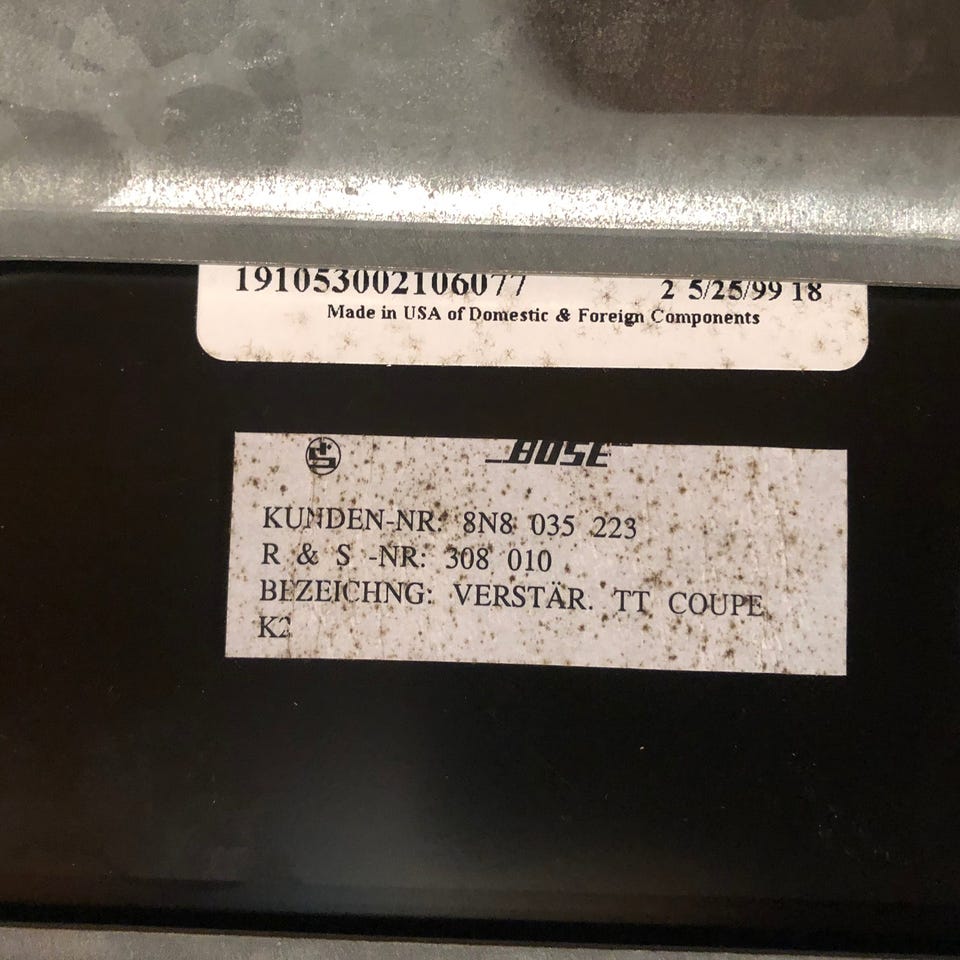 191053002106077 2 5/25/99 18
Made in USA of Domestic & Foreign Components
BOSE
KUNDEN-NR: 8N8 035 223
R & S -NR: 308 010
BEZEICHNG: VERSTÄR. TT COUPE
K2